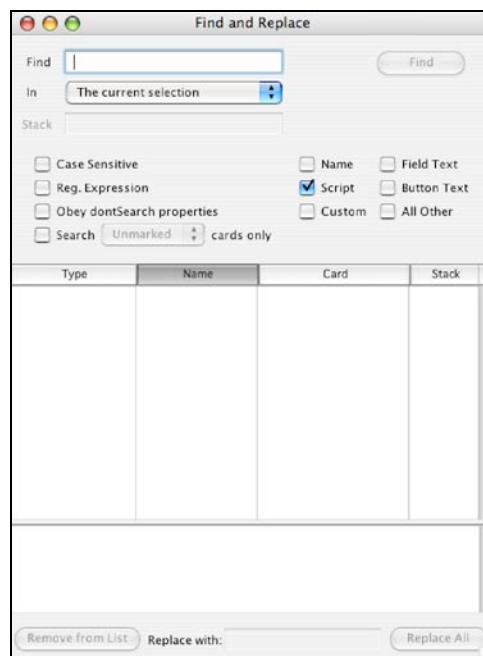 Find and Replace
Find
Find
In The current selection
Stack
Case Sensitive
Name
Field Text
Reg. Expression
Script
Button Text
Obey dontSearch properties
Custom
All Other
Search Unmarked cards only
Type Name Card Stack
Remove from List Replace with: Replace All